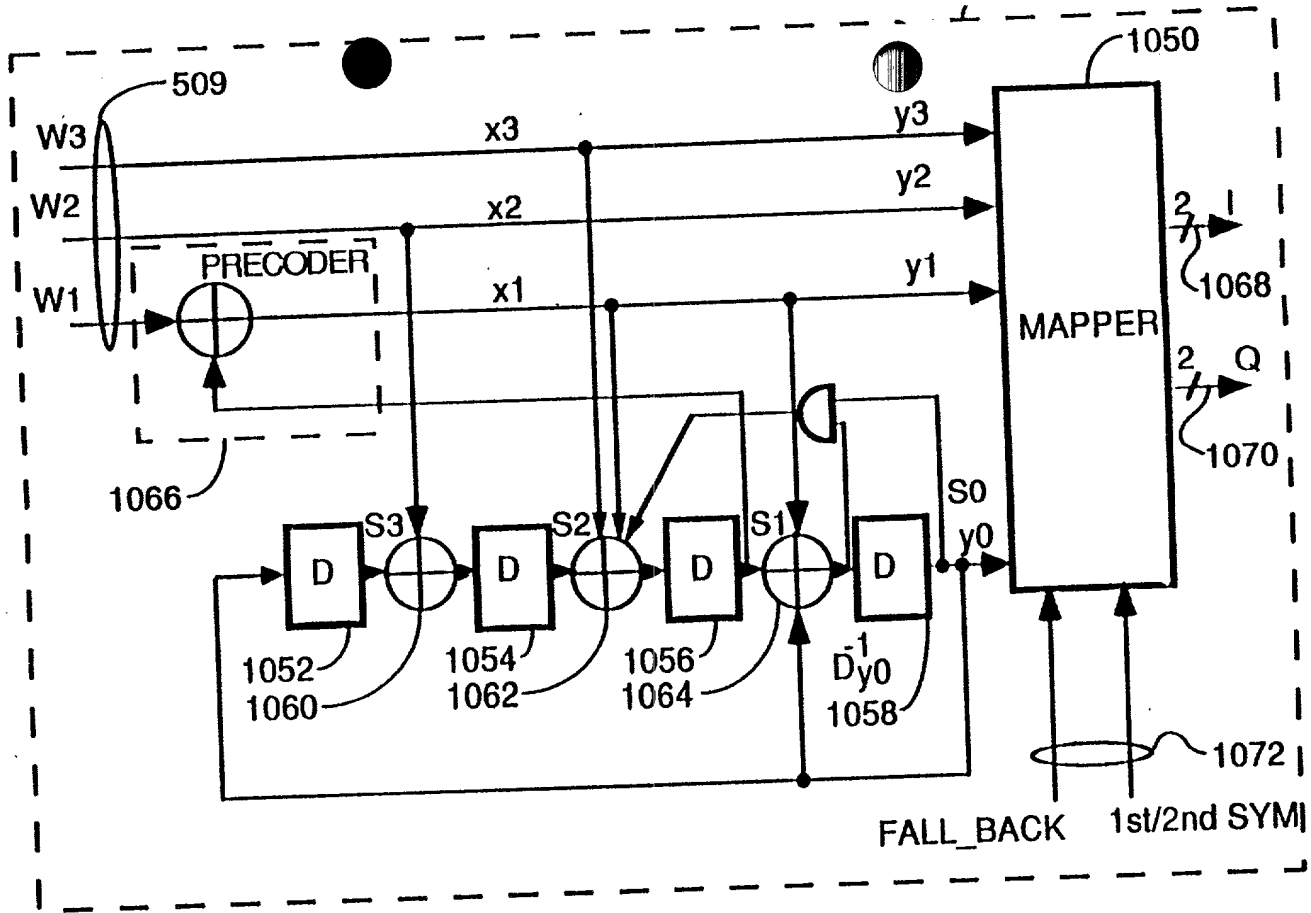 1050
509
W3
x3
y3
W2
x2
y2
2
I
PRECODER
W1
x1
y1
1068
MAPPER
2
Q
1070
1066
S0
S3
S2
S1
y0
D
D
D
D
1052
1054
1056
D-1y0
1060
1062
1064
1058
1072
FALL_BACK
1st/2nd SYM